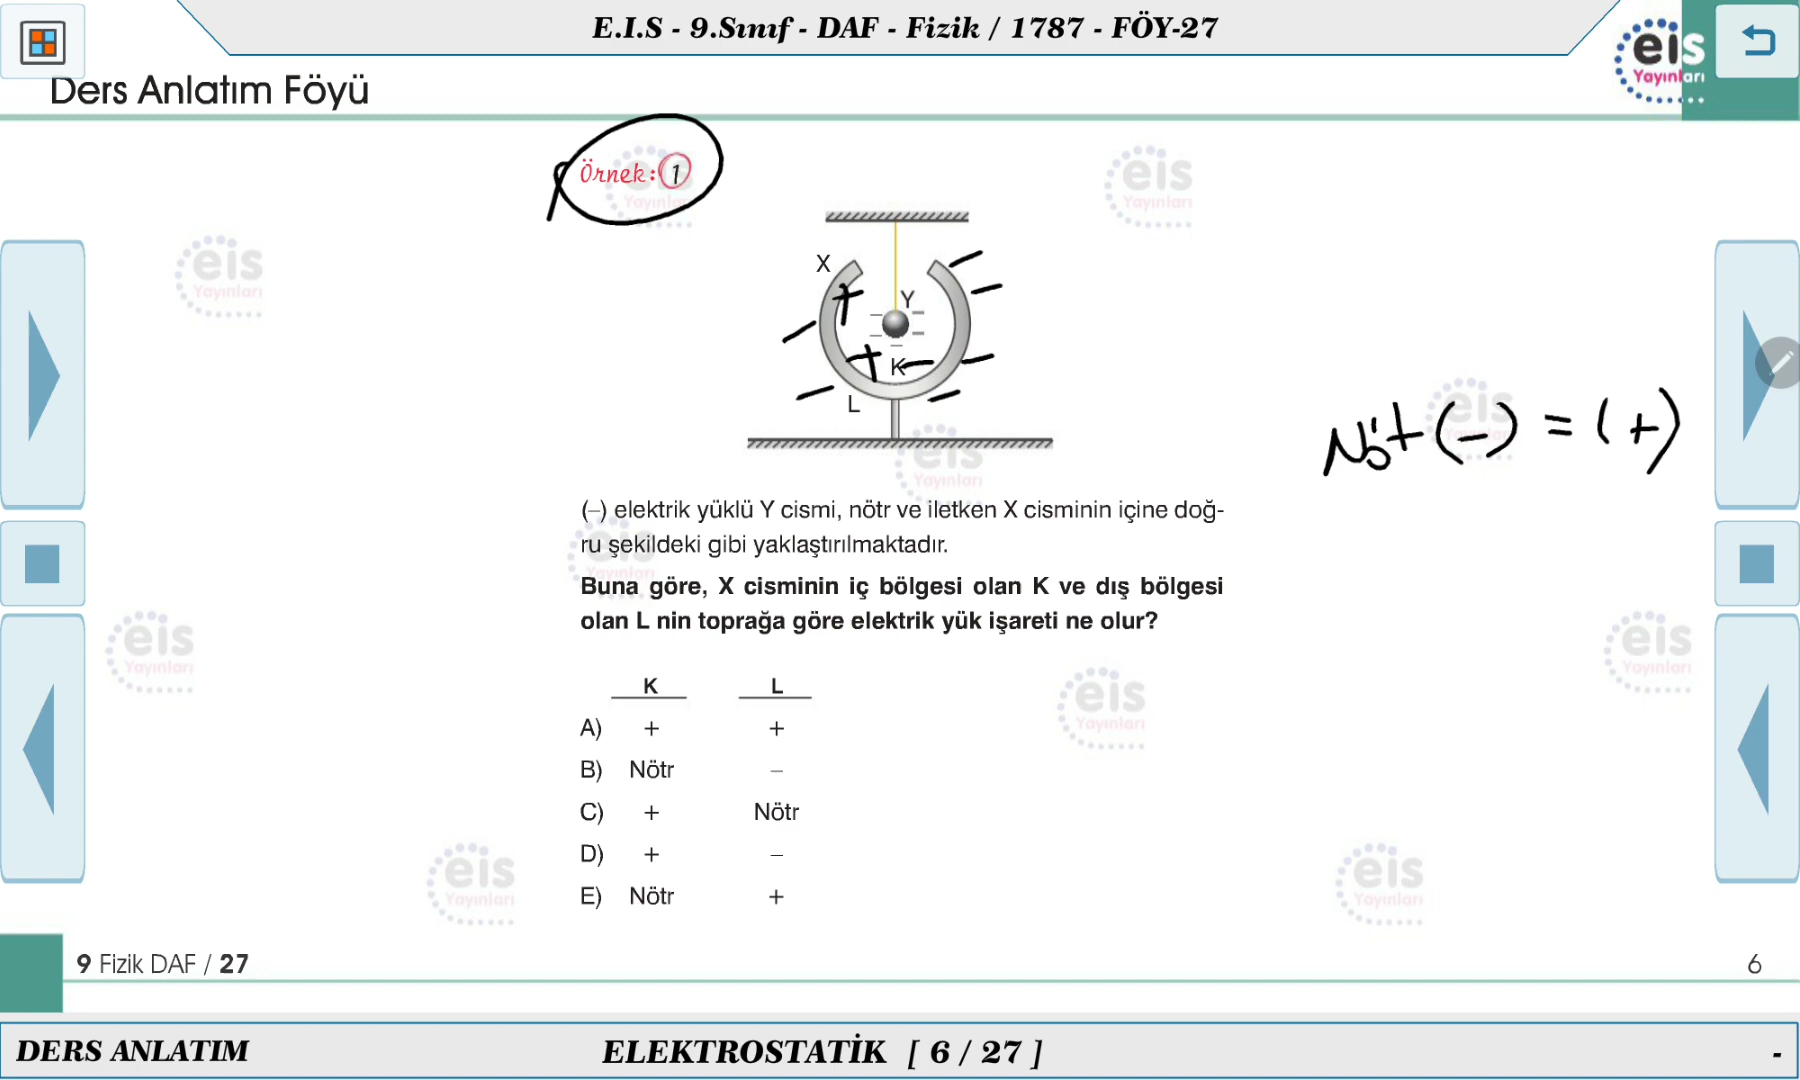 E.I.S - 9.Sınıf - DAF - Fizik / 1787 - FÖY-27
eis
Yayınları
Ders Anlatım Föyü
Örnek: 1
X
Y
K
L
Nöt (-) = (+)
(–) elektrik yüklü Y cismi, nötr ve iletken X cisminin içine doğ-
ru şekildeki gibi yaklaştırılmaktadır.
Buna göre, X cisminin iç bölgesi olan K ve dış bölgesi
olan L nin toprağa göre elektrik yük işareti ne olur?
K L
A) + +
B) Nötr –
C) + Nötr
D) + –
E) Nötr +
9 Fizik DAF / 27
6
DERS ANLATIM
ELEKTROSTATİK [ 6 / 27 ]
-